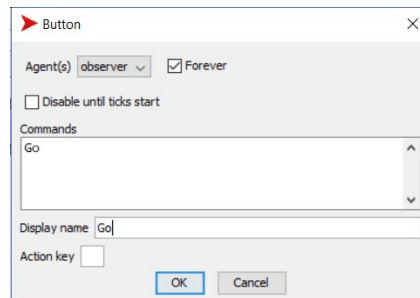 Button
Agent(s) observer Forever
Disable until ticks start
Commands
Go
Display name Go
Action key
OK Cancel